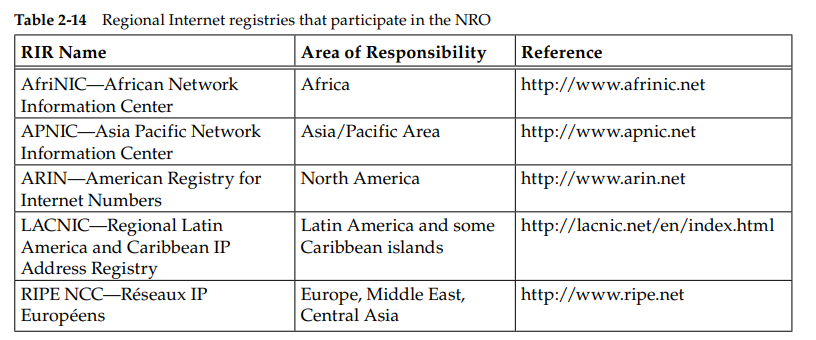 Table 2-14 Regional Internet registries that participate in the NRO
RIR Name Area of Responsibility Reference
AfriNIC—African Network Africa http://www.afrinic.net
Information Center
APNIC—Asia Pacific Network Asia/Pacific Area http://www.apnic.net
Information Center
ARIN—American Registry for North America http://www.arin.net
Internet Numbers
LACNIC—Regional Latin Latin America and some http://lacnic.net/en/index.html
America and Caribbean IP Caribbean islands
Address Registry
RIPE NCC—Réseaux IP Europe, Middle East, http://www.ripe.net
Européens Central Asia